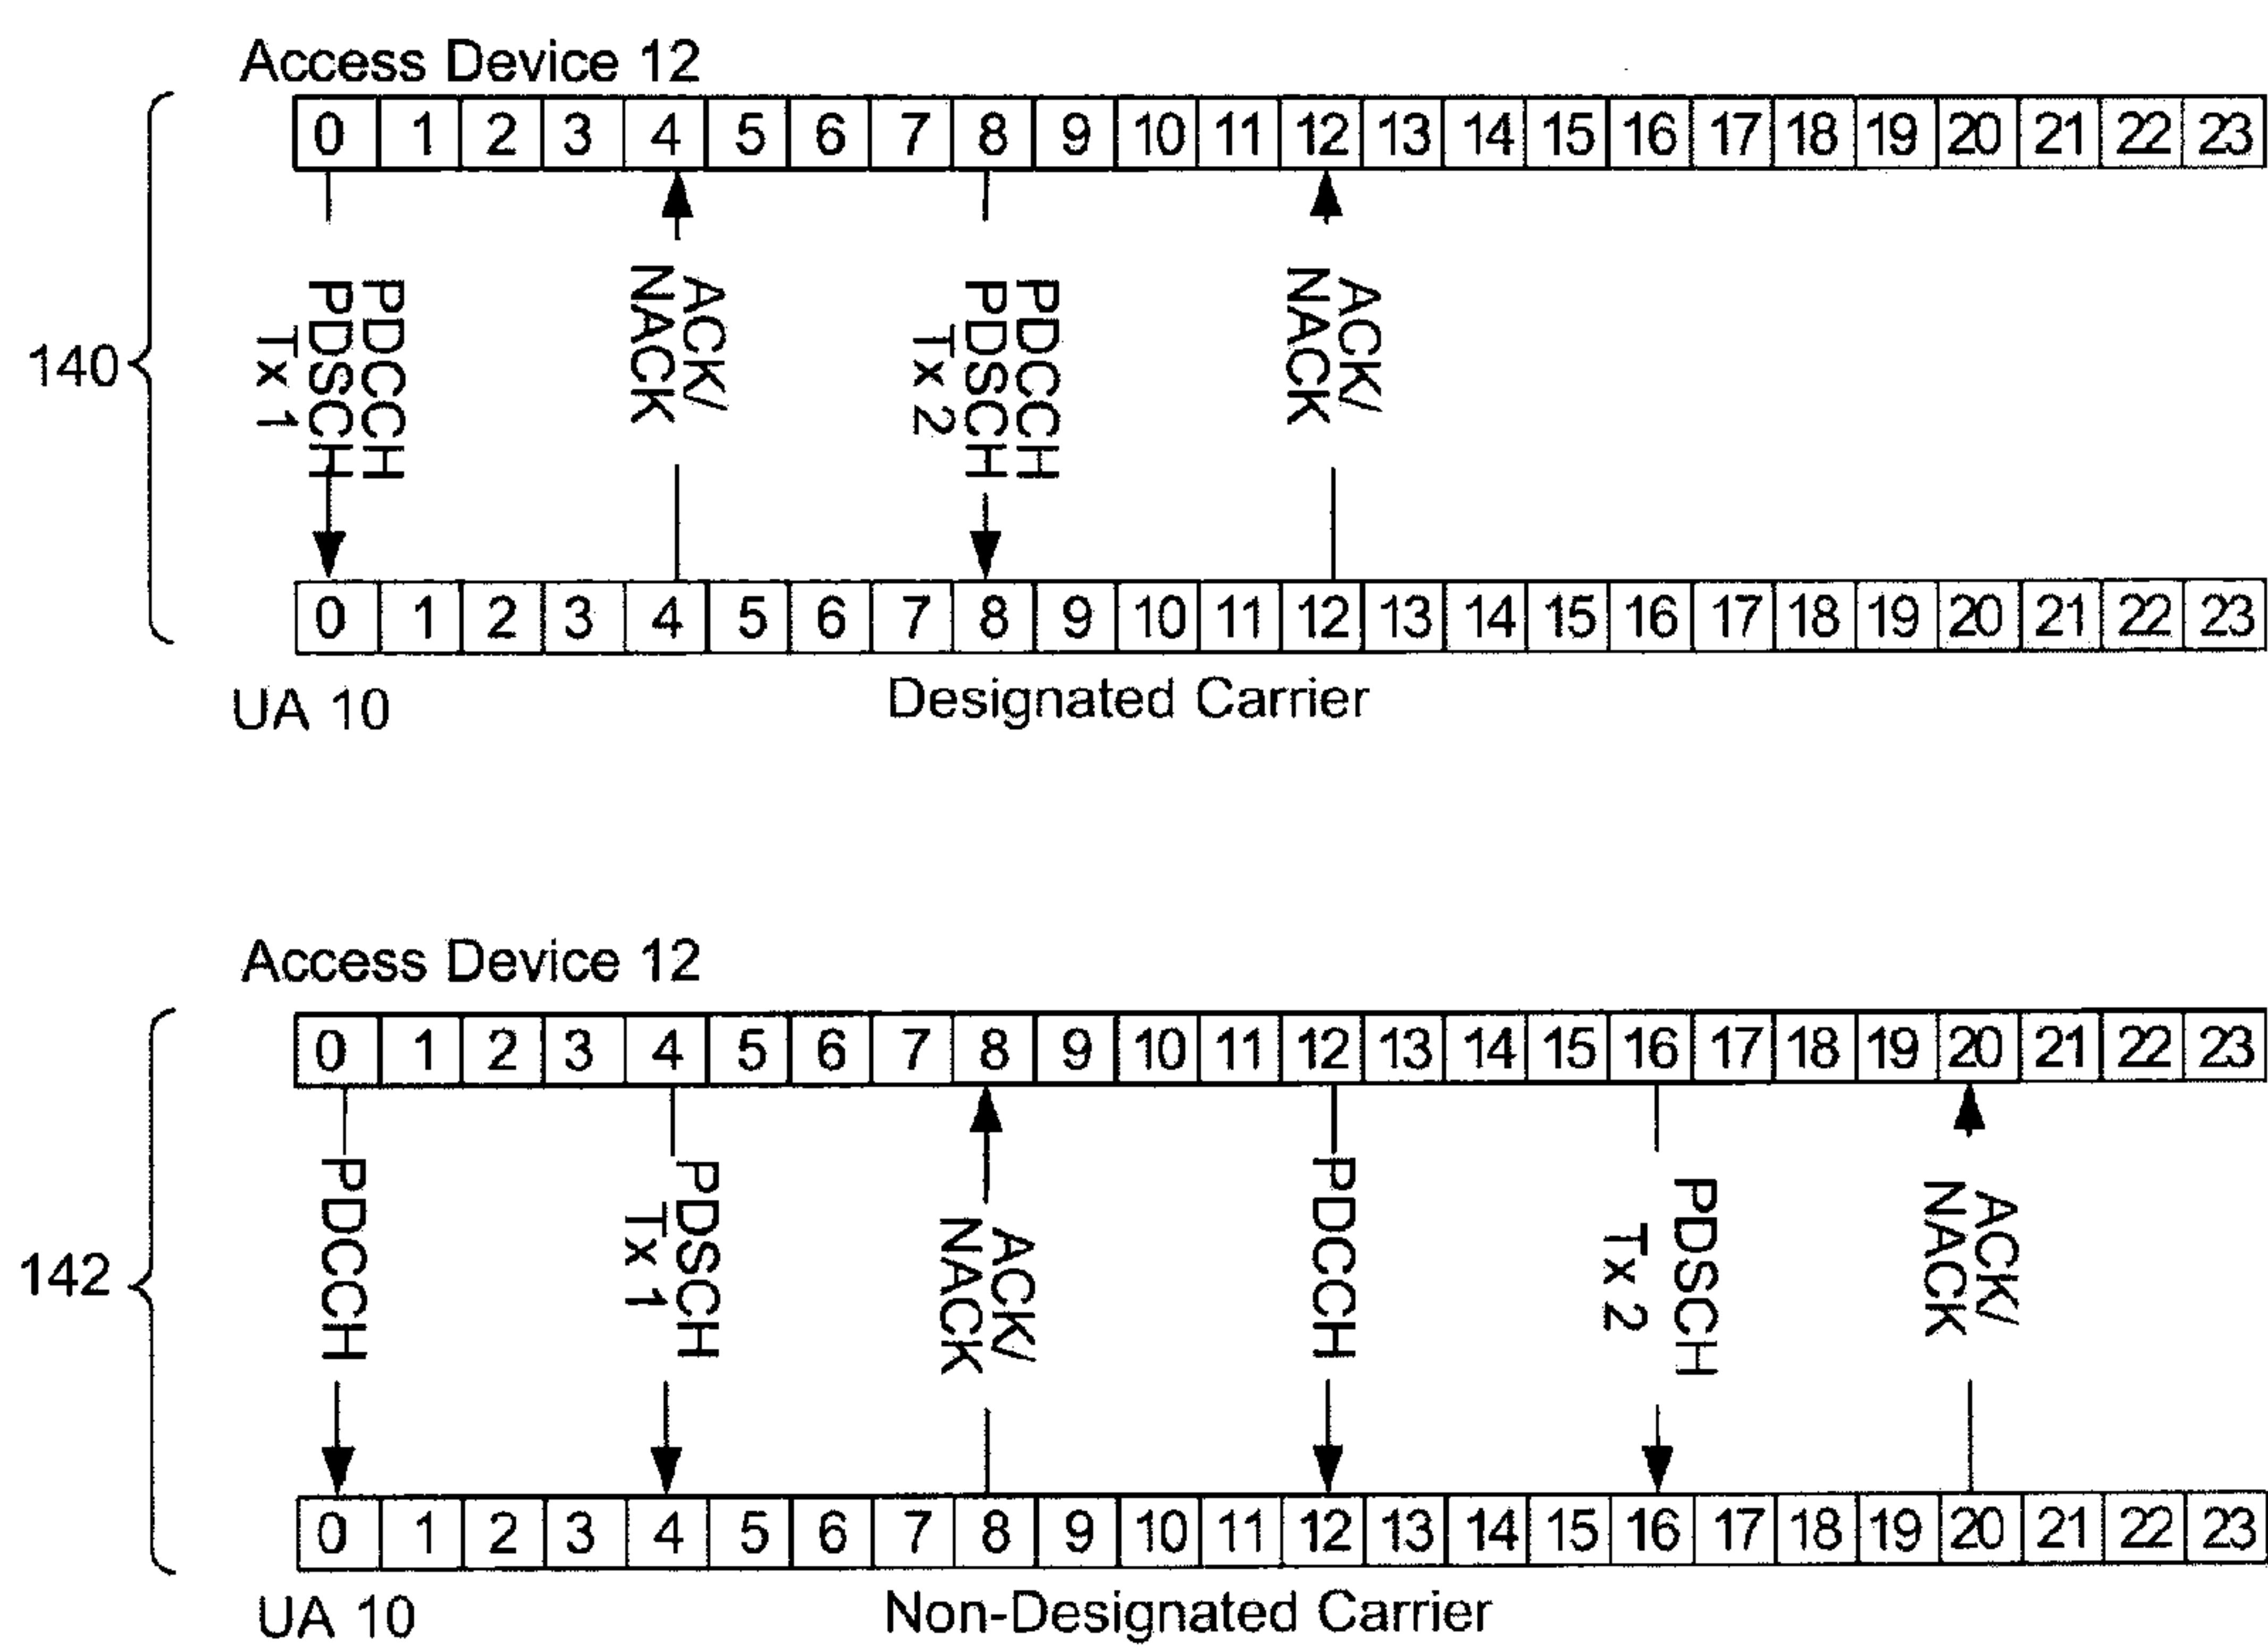 Access Device 12
0 1 2 3 4 5 6 7 8 9 10 11 12 13 14 15 16 17 18 19 20 21 22 23
140
PDCCH
PDSCH
Tx 1
ACK/
NACK
PDCCH
PDSCH
Tx 2
ACK/
NACK
0 1 2 3 4 5 6 7 8 9 10 11 12 13 14 15 16 17 18 19 20 21 22 23
UA 10
Designated Carrier
Access Device 12
0 1 2 3 4 5 6 7 8 9 10 11 12 13 14 15 16 17 18 19 20 21 22 23
142
PDCCH
PDSCH
Tx 1
ACK/
NACK
PDCCH
PDSCH
Tx 2
ACK/
NACK
0 1 2 3 4 5 6 7 8 9 10 11 12 13 14 15 16 17 18 19 20 21 22 23
UA 10
Non-Designated Carrier